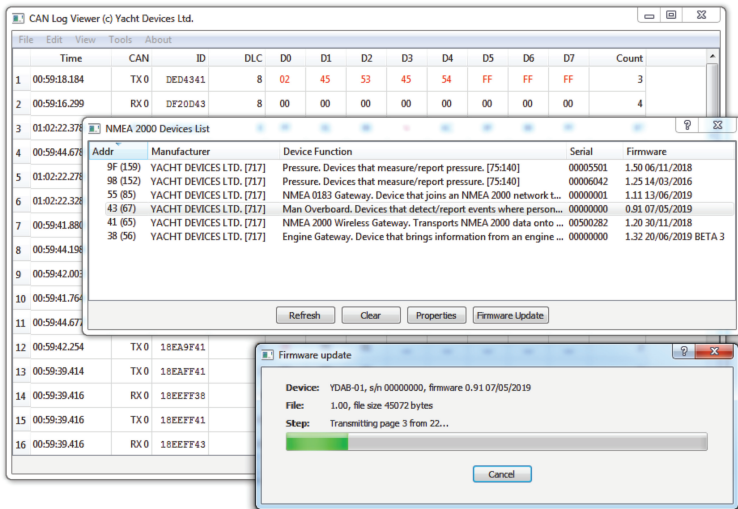 CAN Log Viewer (c) Yacht Devices Ltd.
File Edit View Tools About
Time CAN ID DLC D0 D1 D2 D3 D4 D5 D6 D7 Count
1 00:59:18.184 TX 0 DED4341 8 02 45 53 45 54 FF FF FF 3
2 00:59:16.299 RX 0 DF20D43 8 00 00 00 00 00 00 00 00 4
3 01:02:22.378
4 00:59:44.678
5 01:02:22.278
6 01:02:22.328
7 00:59:41.880
8 00:59:44.198
9 00:59:42.003
10 00:59:41.764
11 00:59:44.677
12 00:59:42.254 TX 0 18EA9F41
13 00:59:39.414 TX 0 18EAFF41
14 00:59:39.416 RX 0 18EEFF38
15 00:59:39.416 TX 0 18EEFF41
16 00:59:39.416 RX 0 18EEFF43
NMEA 2000 Devices List
Addr Manufacturer Device Function Serial Firmware
9F (159) YACHT DEVICES LTD. [717] Pressure. Devices that measure/report pressure. [75:140] 00005501 1.50 06/11/2018
98 (152) YACHT DEVICES LTD. [717] Pressure. Devices that measure/report pressure. [75:140] 00006042 1.25 14/03/2016
55 (85) YACHT DEVICES LTD. [717] NMEA 0183 Gateway. Device that joins an NMEA 2000 network t... 00000001 1.11 13/06/2019
43 (67) YACHT DEVICES LTD. [717] Man Overboard. Devices that detect/report events where person... 00000000 0.91 07/05/2019
41 (65) YACHT DEVICES LTD. [717] NMEA 2000 Wireless Gateway. Transports NMEA 2000 data onto ... 00500282 1.20 30/11/2018
38 (56) YACHT DEVICES LTD. [717] Engine Gateway. Device that brings information from an engine ... 00000000 1.32 20/06/2019 BETA 3
Refresh Clear Properties Firmware Update
Firmware update
Device: YDAB-01, s/n 00000000, firmware 0.91 07/05/2019
File: 1.00, file size 45072 bytes
Step: Transmitting page 3 from 22...
Cancel